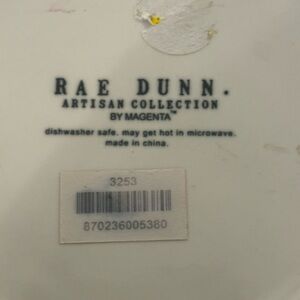 RAE DUNN.
ARTISAN COLLECTION
BY MAGENTA™
dishwasher safe. may get hot in microwave.
made in china.
3253
870236005380